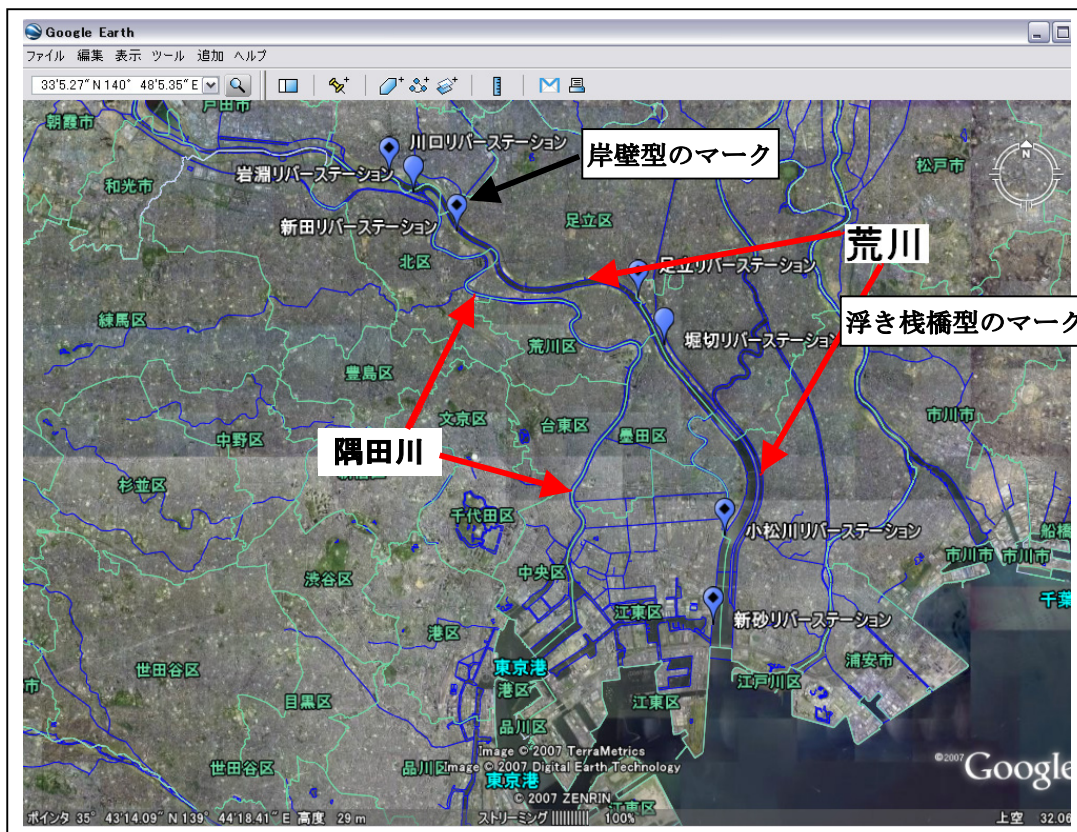 Google Earth
ファイル 編集 表示 ツール 追加 ヘルプ
33'5.27"N 140° 48'5.35"E
戸田市
朝霞市
川口リバーステーション
岸壁型のマーク
松戸市
N
和光市
岩淵リバーステーション
足立区
新田リバーステーション
荒川
北区
足立リバーステーション
練馬区
浮き桟橋型のマーク
荒川区
堀切リバーステーション
豊島区
文京区
台東区
墨田区
市川市
中野区
隅田川
杉並区
千代田区
小松川リバーステーション
船橋
市川市
市川市
中央区
渋谷区
千葉
江東区
新砂リバーステーション
港区
世田谷区
東京港
浦安市
港区
江戸川区
目黒区
江東区
品川区
Image © 2007 TerraMetrics
世田谷区
品川区
Image © 2007 Digital Earth Technology
©2007 Google
東京港
© 2007 ZENRIN
江東区
ポインタ 35° 43'14.09" N 139° 44'18.41" E 高度 29 m
ストリーミング |||||||||| 100%
上空 32.06